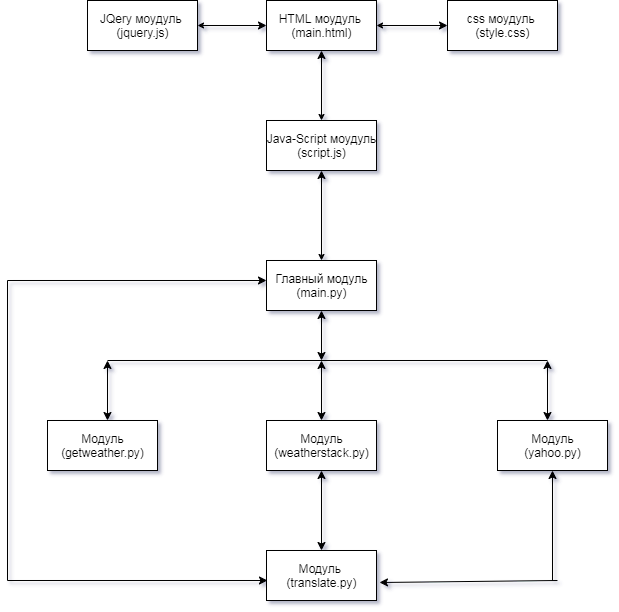 JQery моудуль
(jquery.js)
HTML моудуль
(main.html)
css моудуль
(style.css)
Java-Script моудуль
(script.js)
Главный модуль
(main.py)
Модуль
(getweather.py)
Модуль
(weatherstack.py)
Модуль
(yahoo.py)
Модуль
(translate.py)